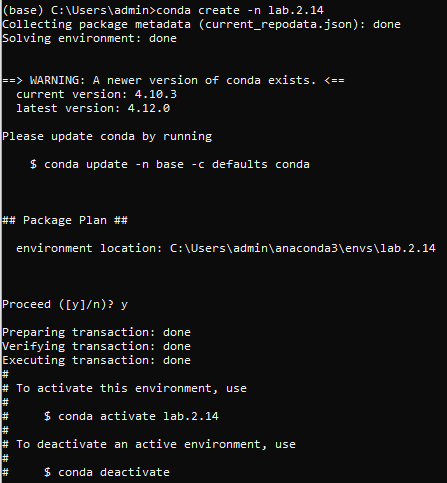 (base) C:\Users\admin>conda create -n lab.2.14
Collecting package metadata (current_repodata.json): done
Solving environment: done
==> WARNING: A newer version of conda exists. <==
current version: 4.10.3
latest version: 4.12.0
Please update conda by running
$ conda update -n base -c defaults conda
## Package Plan ##
environment location: C:\Users\admin\anaconda3\envs\lab.2.14
Proceed ([y]/n)? y
Preparing transaction: done
Verifying transaction: done
Executing transaction: done
#
# To activate this environment, use
#
#     $ conda activate lab.2.14
#
# To deactivate an active environment, use
#
#     $ conda deactivate